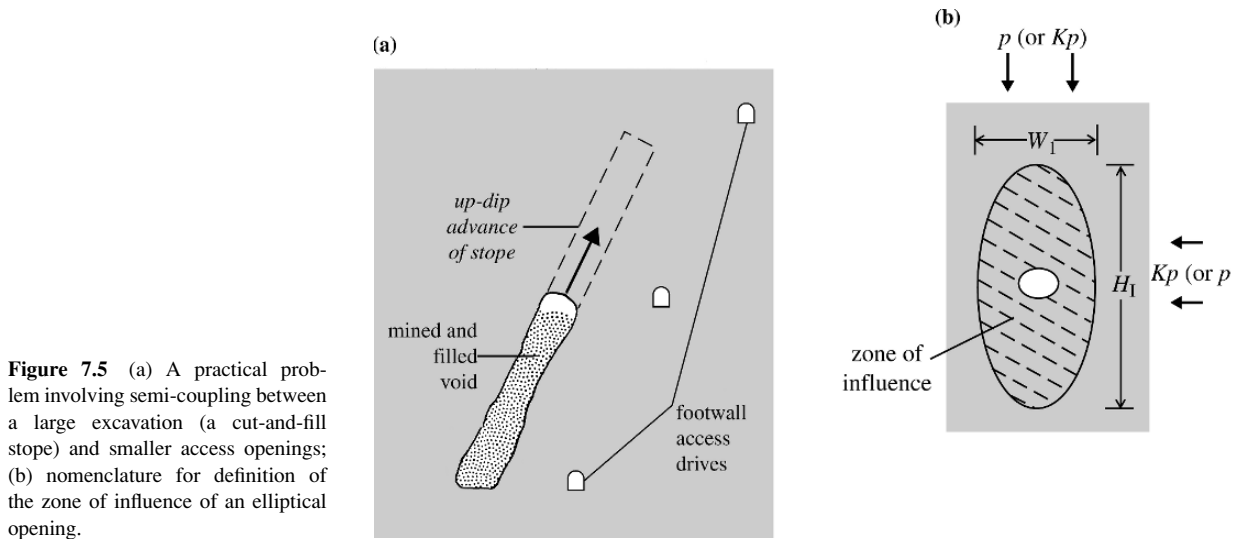 Figure 7.5 (a) A practical prob-
lem involving semi-coupling between
a large excavation (a cut-and-fill
stope) and smaller access openings;
(b) nomenclature for definition of
the zone of influence of an elliptical
opening.
(a)
up-dip
advance
of stope
mined and
filled
void
footwall
access
drives
(b)
p (or Kp)
W₁
H_I
Kp (or p
zone of
influence